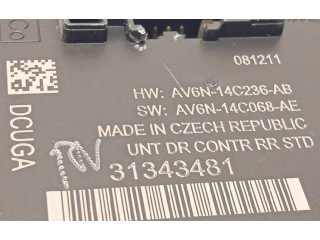 Co
081211
HW: AV6N-14C236-AB
SW: AV6N-14C068-AE
MADE IN CZECH REPUBLIC
UNT DR CONTR RR STD
31343481
DCUGA